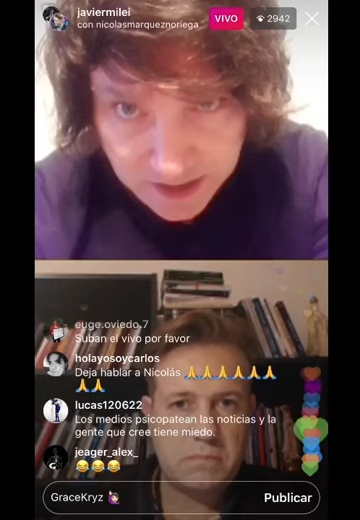 javiermilei
con nicolasmarqueznoriega
VIVO
2942
euge.oviedo.7
Suban el vivo por favor
holayosoycarlos
Deja hablar a Nicolás 🙏🙏🙏🙏🙏
🙏🙏
lucas120622
Los medios psicopatean las noticias y la
gente que cree tiene miedo.
jeager_alex_
😂😂😂
GraceKryz 🙋🏻‍♀️
Publicar